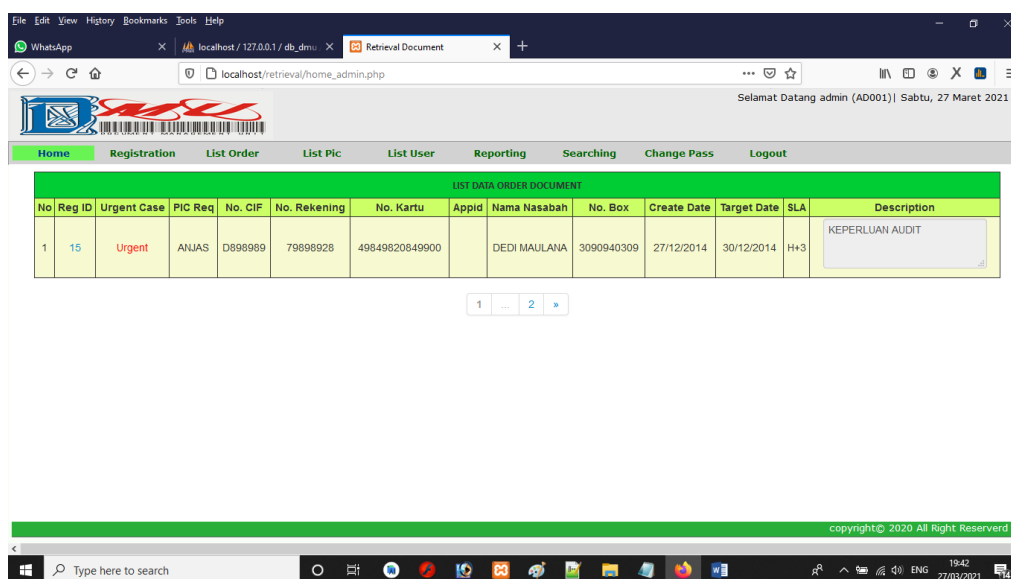 File Edit View History Bookmarks Tools Help
WhatsApp
localhost / 127.0.0.1 / db_dmu
Retrieval Document
localhost/retrieval/home_admin.php
Selamat Datang admin (AD001)| Sabtu, 27 Maret 2021
DOCUMENT MANAGEMENT UNIT
Home Registration List Order List Pic List User Reporting Searching Change Pass Logout
LIST DATA ORDER DOCUMENT
No Reg ID Urgent Case PIC Req No. CIF No. Rekening No. Kartu Appid Nama Nasabah No. Box Create Date Target Date SLA Description
1 15 Urgent ANJAS D898989 79898928 49849820849900 DEDI MAULANA 3090940309 27/12/2014 30/12/2014 H+3 KEPERLUAN AUDIT
1 ... 2 »
copyright© 2020 All Right Reserverd
Type here to search
ENG
19:42
27/03/2021